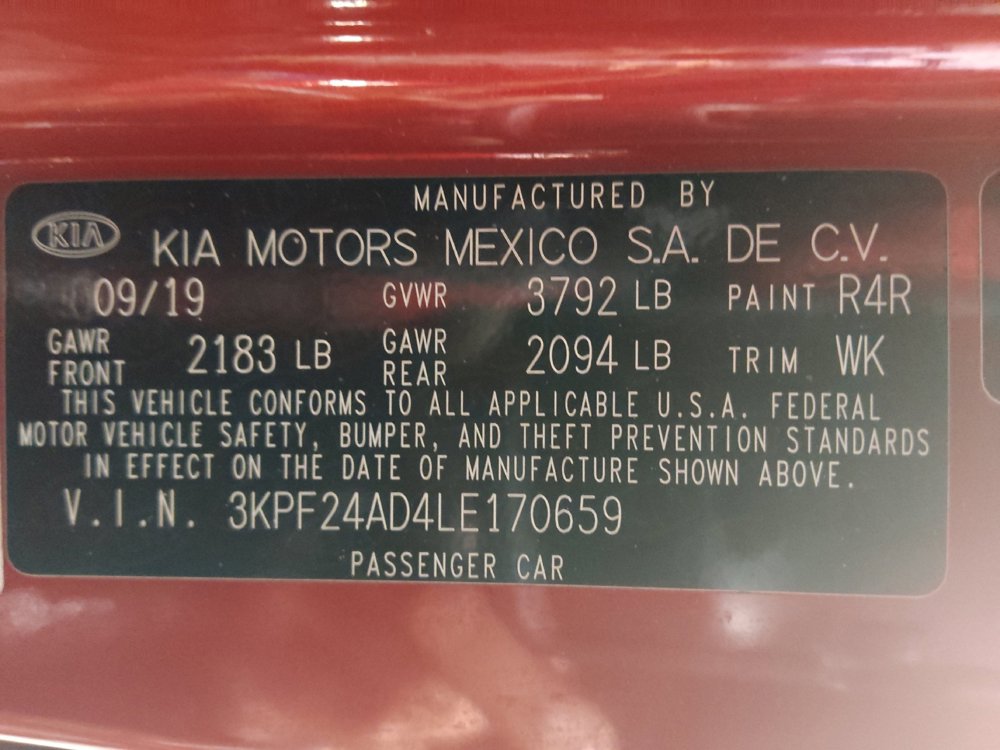 MANUFACTURED BY
KIA KIA MOTORS MEXICO S.A. DE C.V.
09/19 GVWR 3792 LB PAINT R4R
GAWR FRONT 2183 LB GAWR REAR 2094 LB TRIM WK
THIS VEHICLE CONFORMS TO ALL APPLICABLE U.S.A. FEDERAL
MOTOR VEHICLE SAFETY, BUMPER, AND THEFT PREVENTION STANDARDS
IN EFFECT ON THE DATE OF MANUFACTURE SHOWN ABOVE.
V.I.N. 3KPF24AD4LE170659
PASSENGER CAR